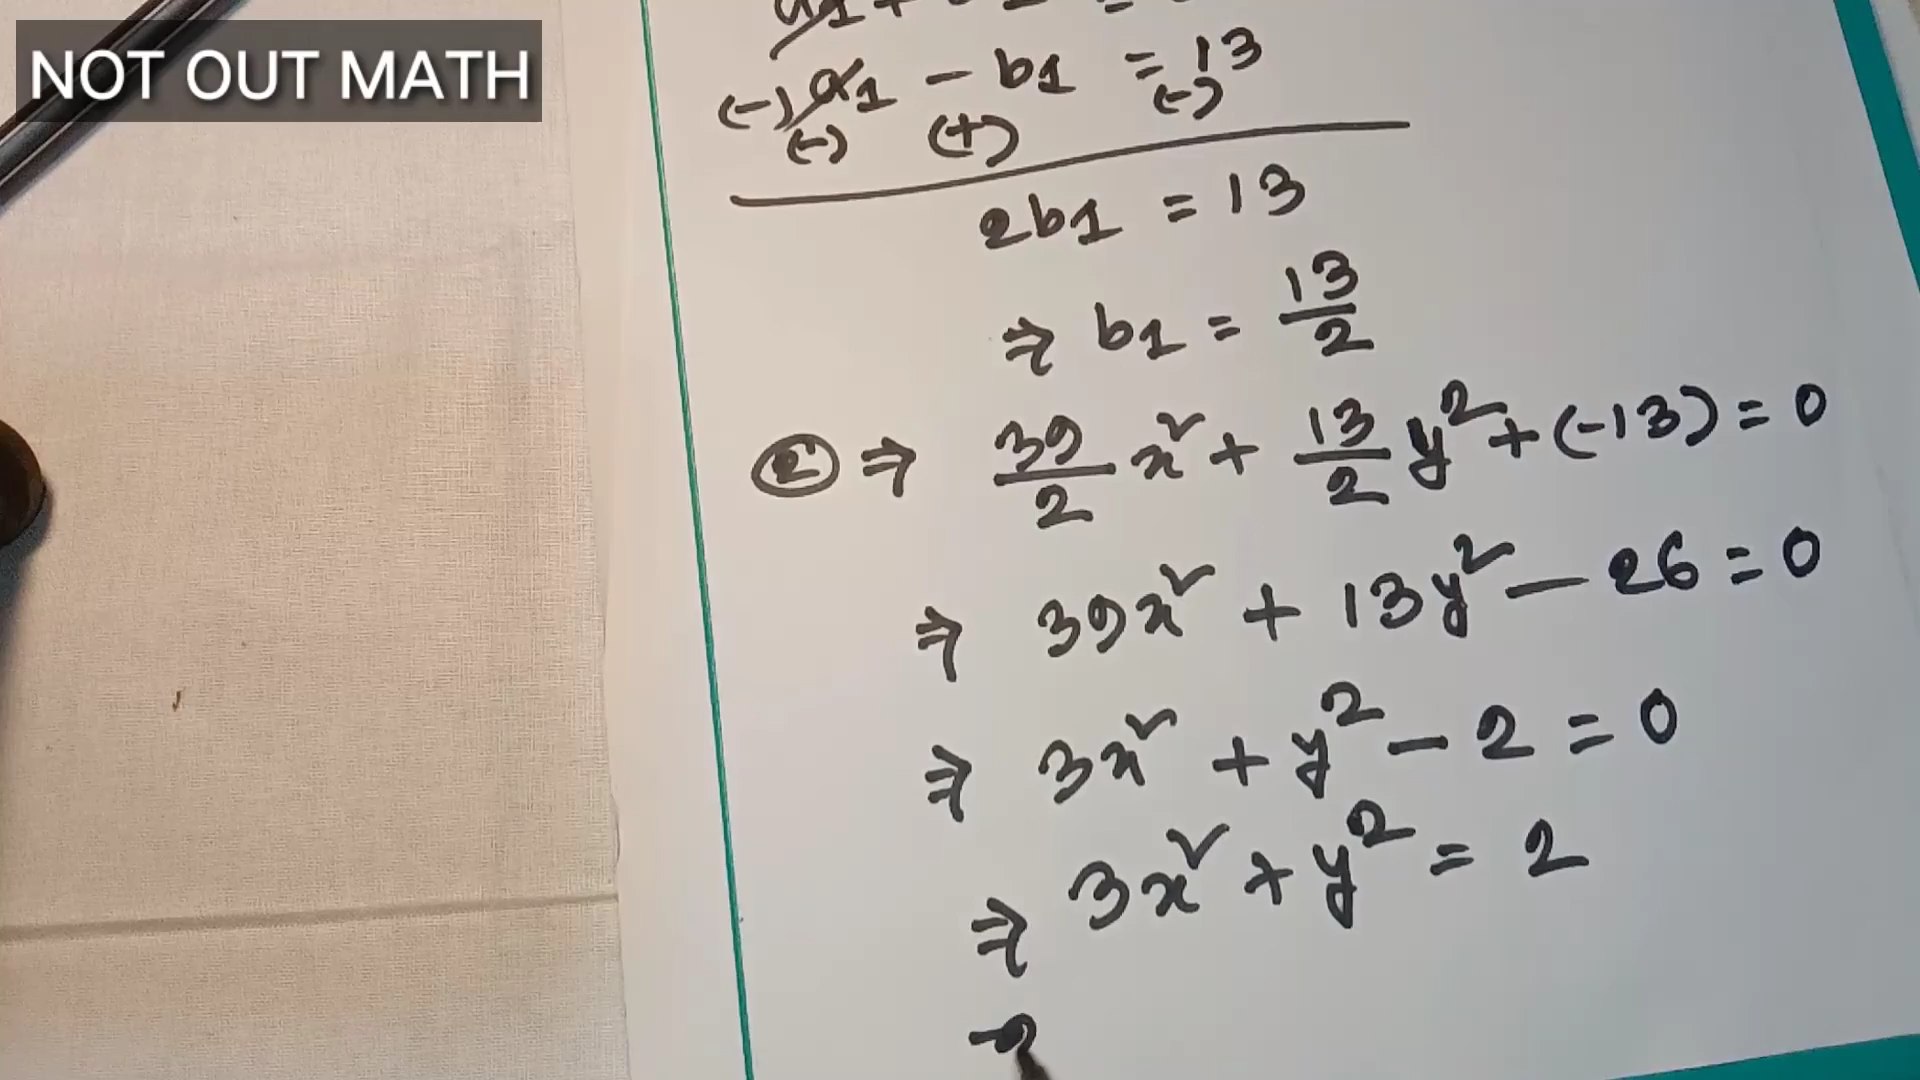 NOT OUT MATH
(-) a1 - b1 = 13
(-) (+) (-)
2b1 = 13
⇒ b1 = 13/2
② ⇒ 39/2 x² + 13/2 y² + (-13) = 0
⇒ 39x² + 13y² - 26 = 0
⇒ 3x² + y² - 2 = 0
⇒ 3x² + y² = 2